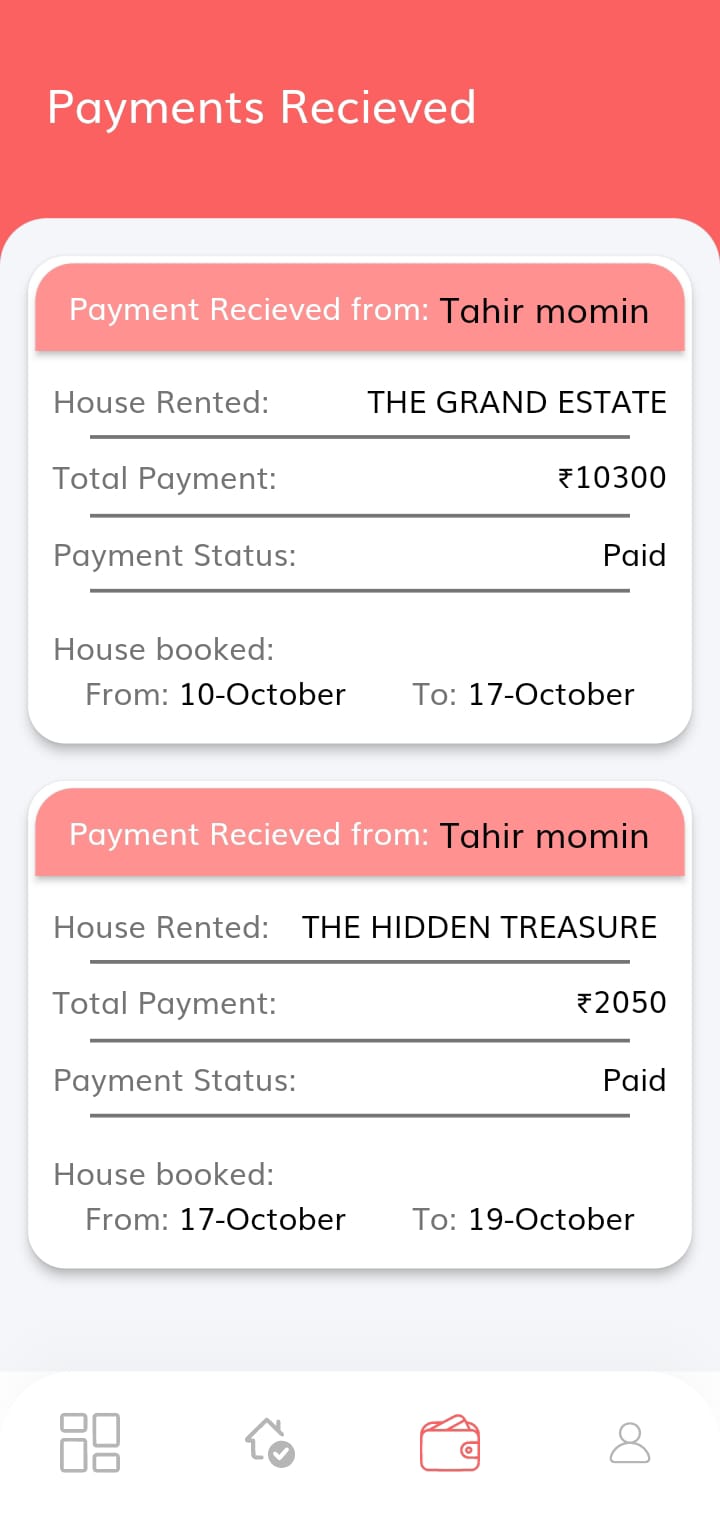 Payments Recieved
Payment Recieved from: Tahir momin
House Rented: THE GRAND ESTATE
Total Payment: ₹10300
Payment Status: Paid
House booked:
From: 10-October To: 17-October
Payment Recieved from: Tahir momin
House Rented: THE HIDDEN TREASURE
Total Payment: ₹2050
Payment Status: Paid
House booked:
From: 17-October To: 19-October